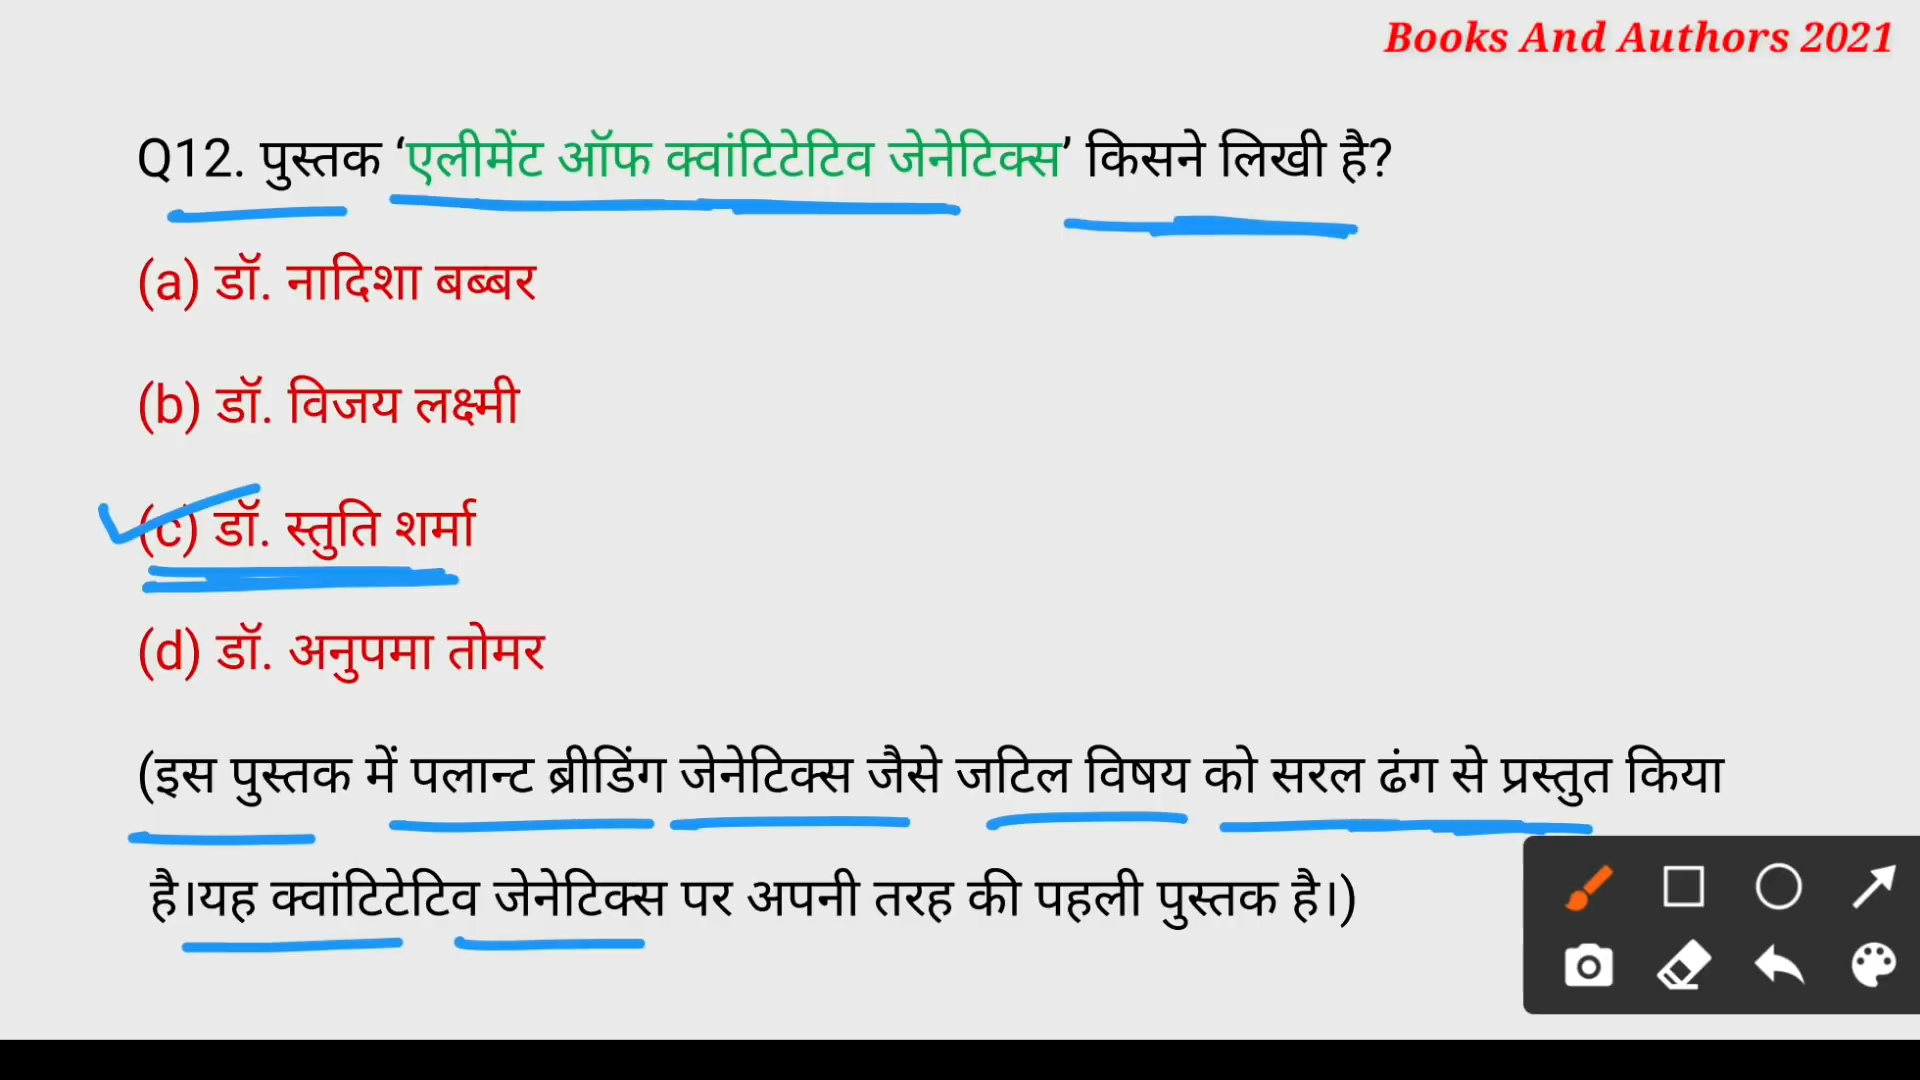 Books And Authors 2021
Q12. पुस्तक ‘एलीमेंट ऑफ क्वांटिटेटिव जेनेटिक्स’ किसने लिखी है?
(a) डॉ. नादिशा बब्बर
(b) डॉ. विजय लक्ष्मी
(c) डॉ. स्तुति शर्मा
(d) डॉ. अनुपमा तोमर
(इस पुस्तक में पलान्ट ब्रीडिंग जेनेटिक्स जैसे जटिल विषय को सरल ढंग से प्रस्तुत किया
है।यह क्वांटिटेटिव जेनेटिक्स पर अपनी तरह की पहली पुस्तक है।)